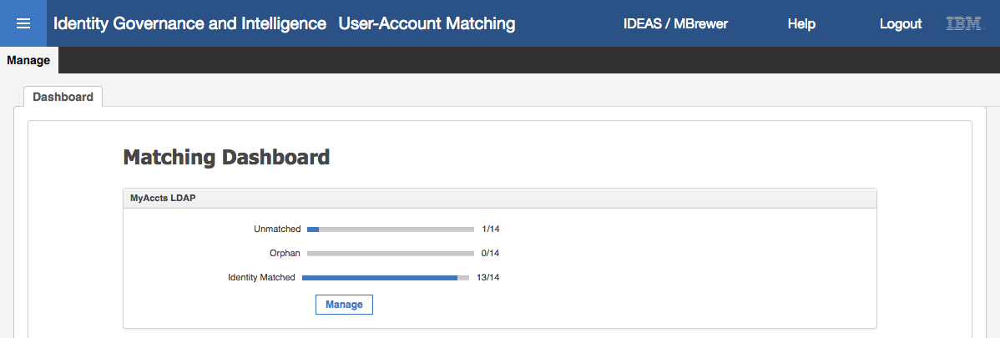 Identity Governance and Intelligence User-Account Matching IDEAS / MBrewer Help Logout IBM
Manage
Dashboard
Matching Dashboard
MyAccts LDAP
Unmatched 1/14
Orphan 0/14
Identity Matched 13/14
Manage